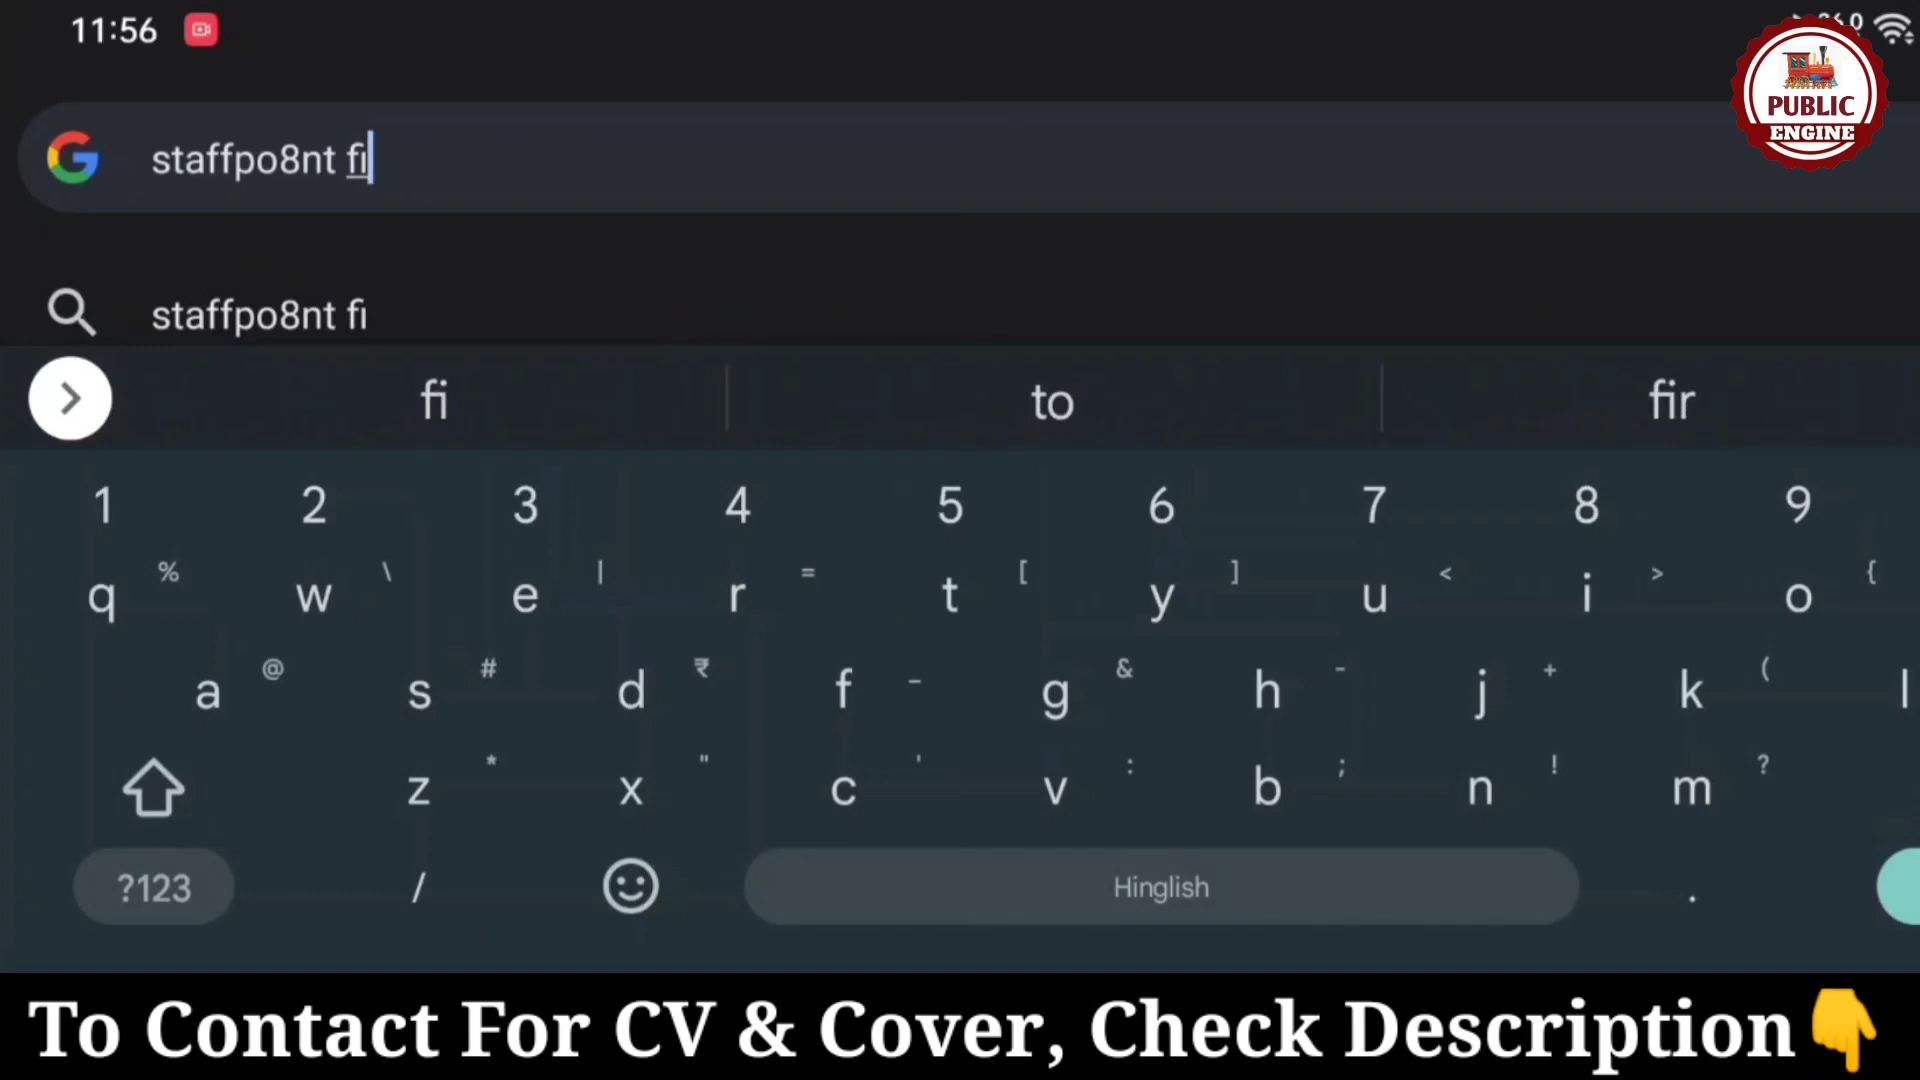 11:56
PUBLIC
ENGINE
staffpo8nt fi
staffpo8nt fi
fi to fir
1 2 3 4 5 6 7 8 9
% \ | = [ ] < > {
q w e r t y u i o
@ # ₹ _ & - + (
a s d f g h j k l
* " ' : ; ! ?
z x c v b n m
?123 / Hinglish .
To Contact For CV & Cover, Check Description👇